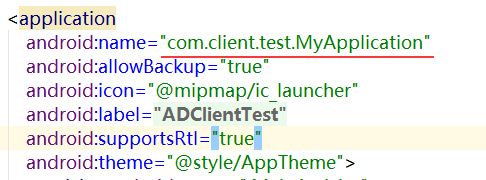 <application
android:name="com.client.test.MyApplication"
android:allowBackup="true"
android:icon="@mipmap/ic_launcher"
android:label="ADClientTest"
android:supportsRtl="true"
android:theme="@style/AppTheme">